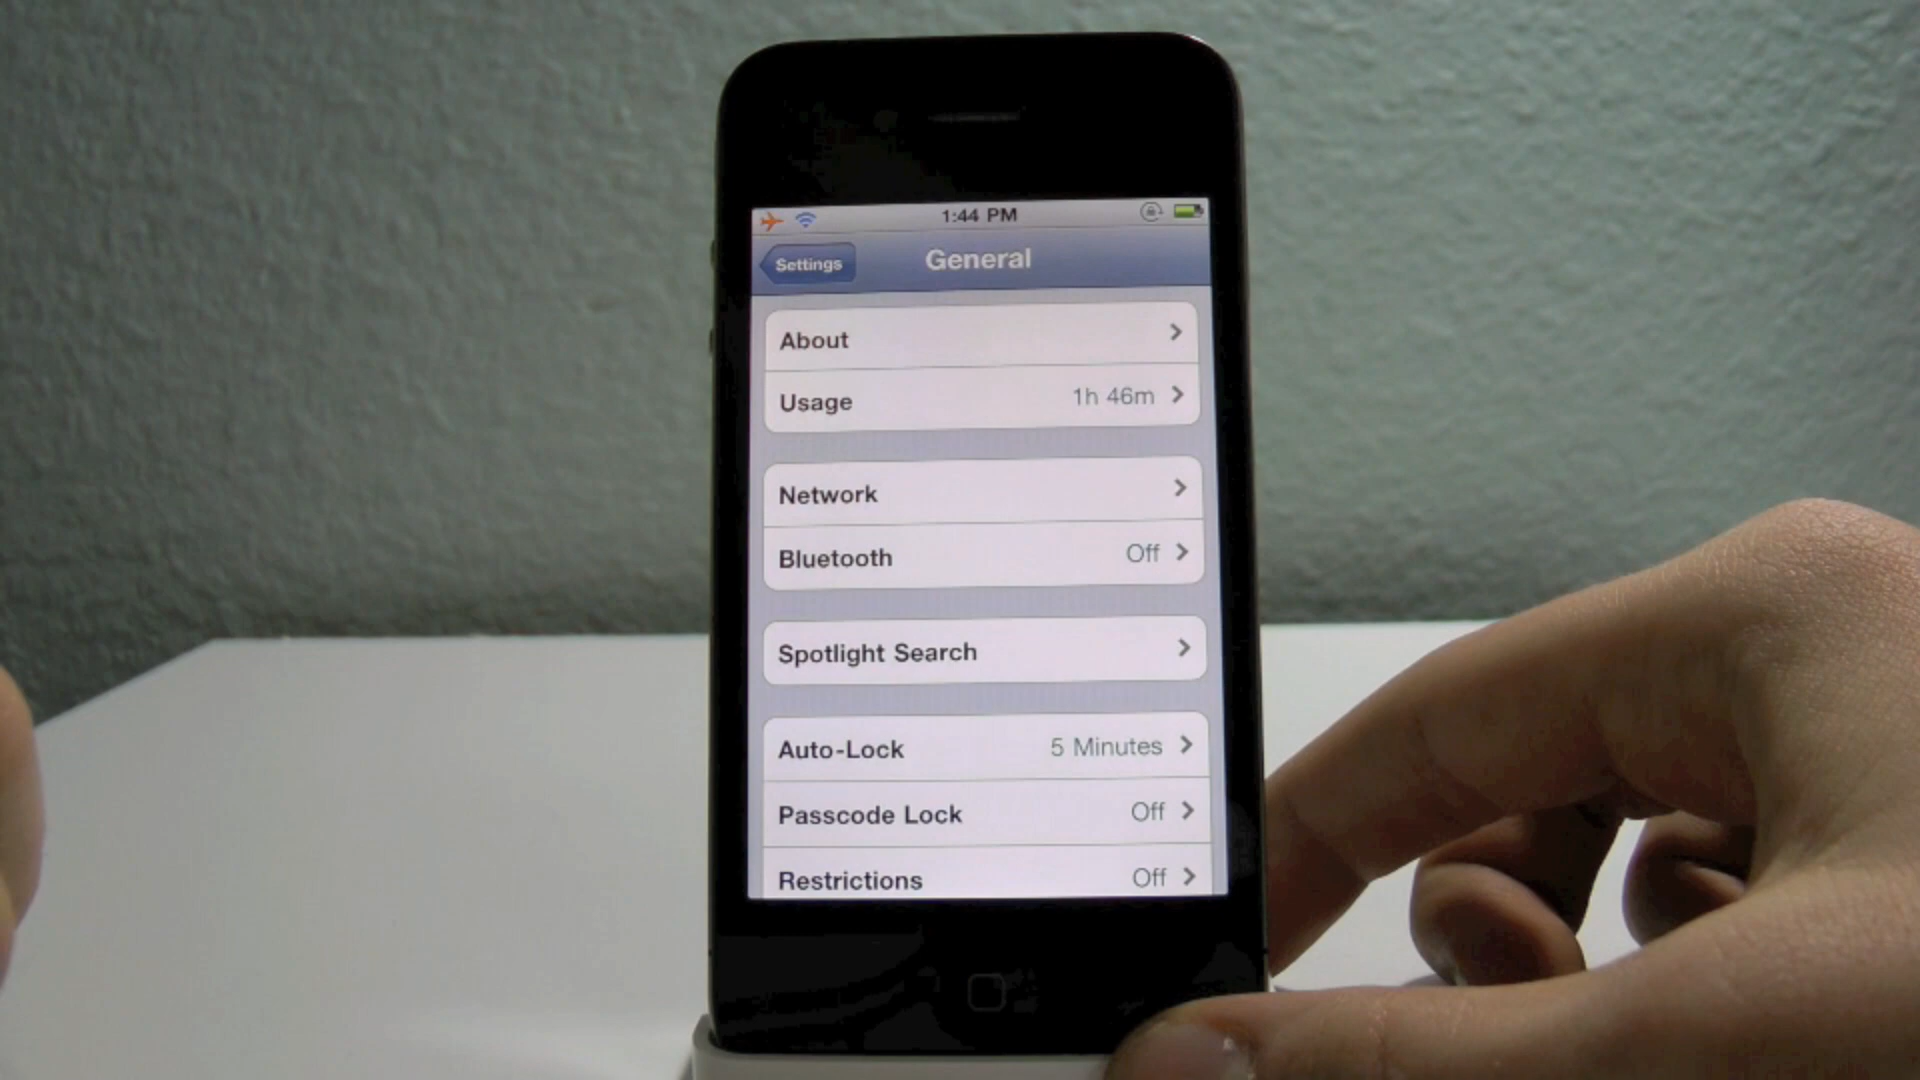 1:44 PM
Settings General
About
Usage 1h 46m
Network
Bluetooth Off
Spotlight Search
Auto-Lock 5 Minutes
Passcode Lock Off
Restrictions Off